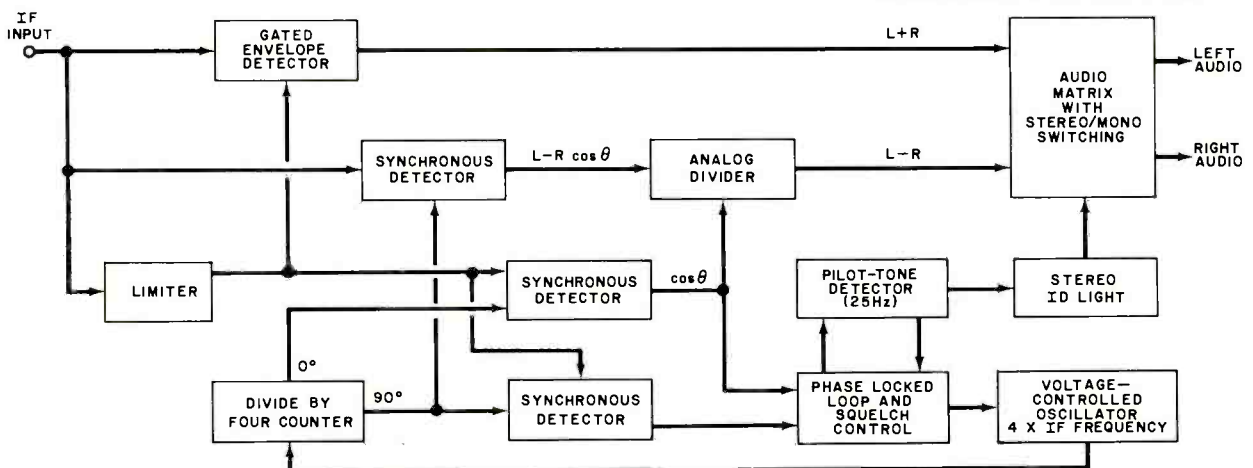 IF
INPUT
GATED
ENVELOPE
DETECTOR
L+R
AUDIO
MATRIX
WITH
STEREO/MONO
SWITCHING
LEFT
AUDIO
RIGHT
AUDIO
SYNCHRONOUS
DETECTOR
L−R cos θ
ANALOG
DIVIDER
L−R
LIMITER
SYNCHRONOUS
DETECTOR
cos θ
PILOT-TONE
DETECTOR
(25Hz)
STEREO
ID LIGHT
0°
DIVIDE BY
FOUR COUNTER
90°
SYNCHRONOUS
DETECTOR
PHASE LOCKED
LOOP AND
SQUELCH
CONTROL
VOLTAGE—
CONTROLLED
OSCILLATOR
4 X IF FREQUENCY